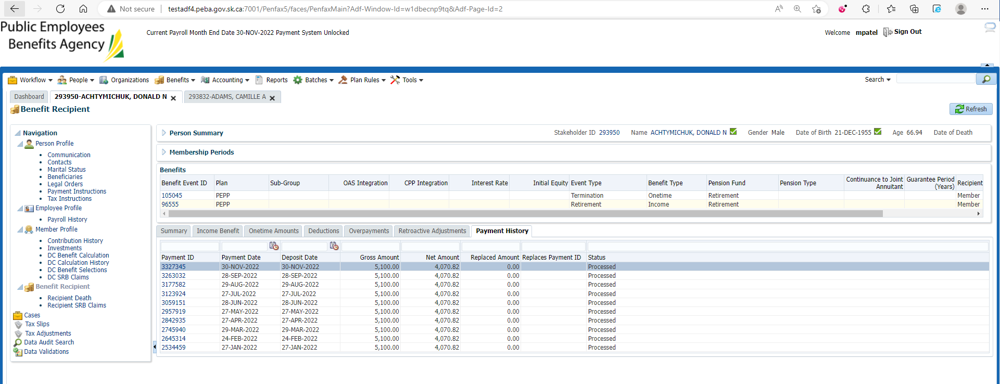 Not secure testadf4.peba.gov.sk.ca:7001/Penfax5/faces/PenfaxMain?Adf-Window-Id=w1dbecnp9tq&Adf-Page-Id=2
Public Employees
Benefits Agency
Current Payroll Month End Date 30-NOV-2022 Payment System Unlocked
Welcome mpatel Sign Out
Workflow People Organizations Benefits Accounting Reports Batches Plan Rules Tools Search
Dashboard 293950-ACHTYMICHUK, DONALD N 293832-ADAMS, CAMILLE A
Benefit Recipient
Refresh
Navigation
Person Profile
Communication
Contacts
Marital Status
Beneficiaries
Legal Orders
Payment Instructions
Tax Instructions
Employee Profile
Payroll History
Member Profile
Contribution History
Investments
DC Benefit Calculation
DC Calculation History
DC Benefit Selections
DC SRB Claims
Benefit Recipient
Recipient Death
Recipient SRB Claims
Cases
Tax Slips
Tax Adjustments
Data Audit Search
Data Validations
Person Summary Stakeholder ID 293950 Name ACHTYMICHUK, DONALD N Gender Male Date of Birth 21-DEC-1955 Age 66.94 Date of Death
Membership Periods
Benefits
Benefit Event ID Plan Sub-Group OAS Integration CPP Integration Interest Rate Initial Equity Event Type Benefit Type Pension Fund Pension Type Continuance to Joint Annuitant Guarantee Period (Years) Recipient
105045 PEPP Termination Onetime Retirement Member
96555 PEPP Retirement Income Retirement Member
Summary Income Benefit Onetime Amounts Deductions Overpayments Retroactive Adjustments Payment History
Payment ID Payment Date Deposit Date Gross Amount Net Amount Replaced Amount Replaces Payment ID Status
3327345 30-NOV-2022 30-NOV-2022 5,100.00 4,070.82 0.00 Processed
3263032 28-SEP-2022 28-SEP-2022 5,100.00 4,070.82 0.00 Processed
3177582 29-AUG-2022 29-AUG-2022 5,100.00 4,070.82 0.00 Processed
3123924 27-JUL-2022 27-JUL-2022 5,100.00 4,070.82 0.00 Processed
3059151 28-JUN-2022 28-JUN-2022 5,100.00 4,070.82 0.00 Processed
2957919 27-MAY-2022 27-MAY-2022 5,100.00 4,070.82 0.00 Processed
2842935 27-APR-2022 27-APR-2022 5,100.00 4,070.82 0.00 Processed
2745940 29-MAR-2022 29-MAR-2022 5,100.00 4,070.82 0.00 Processed
2645314 24-FEB-2022 24-FEB-2022 5,100.00 4,070.82 0.00 Processed
2534459 27-JAN-2022 27-JAN-2022 5,100.00 4,070.82 0.00 Processed